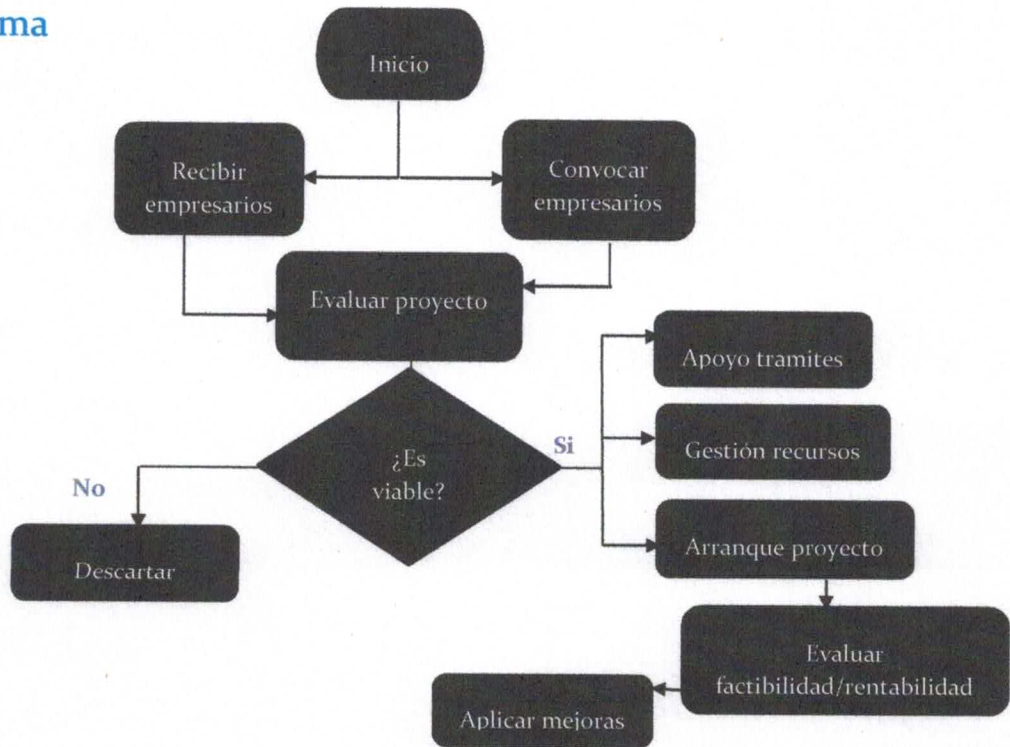 ma
Inicio
Recibir
empresarios
Convocar
empresarios
Evaluar proyecto
¿Es
viable?
Si
No
Apoyo tramites
Gestión recursos
Arranque proyecto
Descartar
Evaluar
factibilidad/rentabilidad
Aplicar mejoras